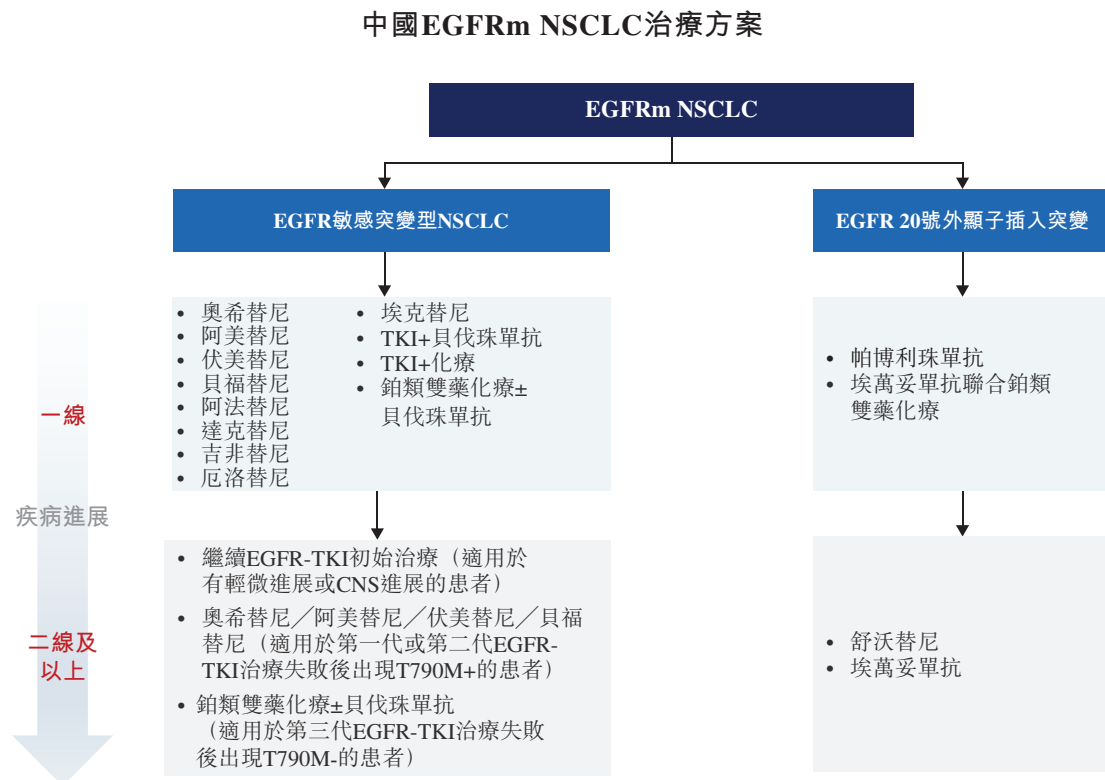 中國EGFRm NSCLC治療方案
EGFRm NSCLC
EGFR敏感突變型NSCLC
EGFR 20號外顯子插入突變
一線
疾病進展
二線及
以上
• 奧希替尼
• 阿美替尼
• 伏美替尼
• 貝福替尼
• 阿法替尼
• 達克替尼
• 吉非替尼
• 厄洛替尼
• 埃克替尼
• TKI+貝伐珠單抗
• TKI+化療
• 鉑類雙藥化療±
貝伐珠單抗
• 帕博利珠單抗
• 埃萬妥單抗聯合鉑類
雙藥化療
• 繼續EGFR-TKI初始治療（適用於
有輕微進展或CNS進展的患者）
• 奧希替尼／阿美替尼／伏美替尼／貝福
替尼（適用於第一代或第二代EGFR-
TKI治療失敗後出現T790M+的患者）
• 鉑類雙藥化療±貝伐珠單抗
（適用於第三代EGFR-TKI治療失敗
後出現T790M-的患者）
• 舒沃替尼
• 埃萬妥單抗